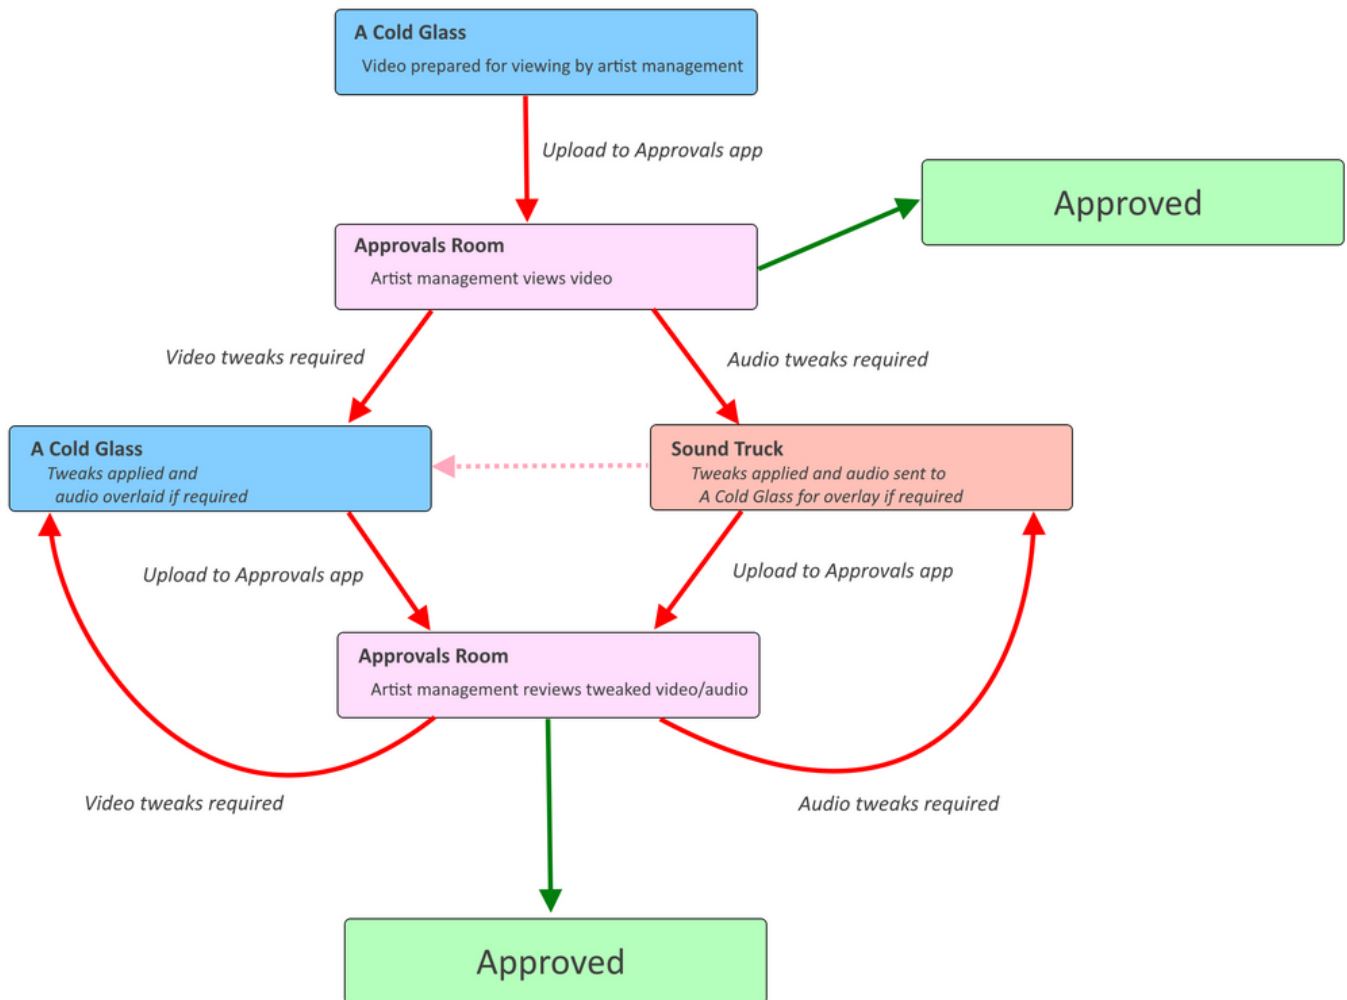 A Cold Glass
Video prepared for viewing by artist management
Upload to Approvals app
Approved
Approvals Room
Artist management views video
Video tweaks required
Audio tweaks required
A Cold Glass
Tweaks applied and
audio overlaid if required
Sound Truck
Tweaks applied and audio sent to
A Cold Glass for overlay if required
Upload to Approvals app
Upload to Approvals app
Approvals Room
Artist management reviews tweaked video/audio
Video tweaks required
Audio tweaks required
Approved